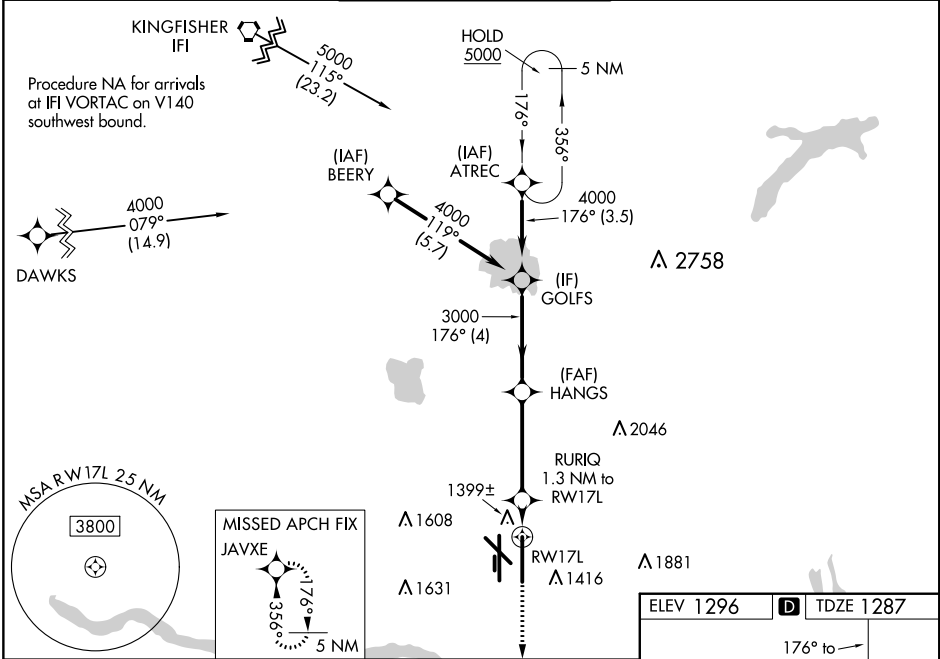 KINGFISHER
IFI
5000
115°
(23.2)
Procedure NA for arrivals
at IFI VORTAC on V140
southwest bound.
HOLD
5000
5 NM
176°
356°
(IAF)
BEERY
(IAF)
ATREC
4000
176° (3.5)
4000
119°
(5.7)
4000
079°
(14.9)
DAWKS
2758
(IF)
GOLFS
3000
176° (4)
(FAF)
HANGS
2046
RURIQ
1.3 NM to
RW17L
1399±
MSA RW17L 25 NM
3800
MISSED APCH FIX
JAVXE
176°
356°
5 NM
1608
1631
RW17L
1416
1881
ELEV 1296 D TDZE 1287
176° to